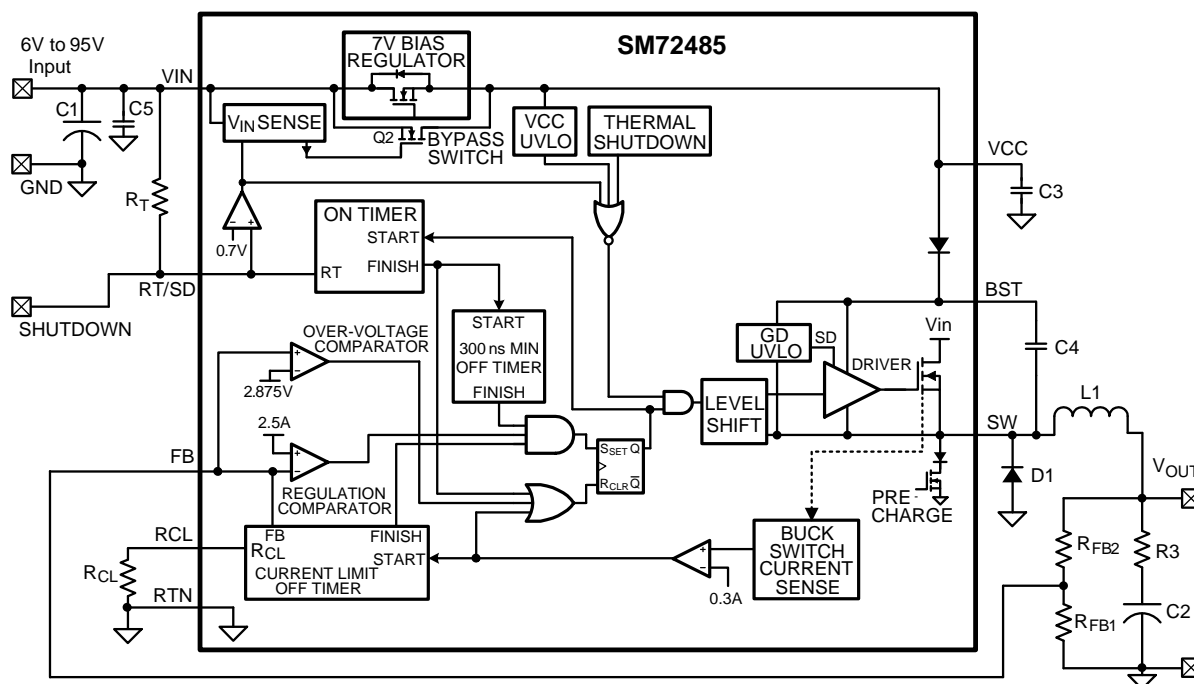 SM72485
6V to 95V
Input
VIN
C1
C5
GND
RT
7V BIAS
REGULATOR
VIN SENSE
Q2
BYPASS
SWITCH
VCC
UVLO
THERMAL
SHUTDOWN
VCC
C3
0.7V
ON TIMER
START
RT
FINISH
RT/SD
SHUTDOWN
START
300 ns MIN
OFF TIMER
FINISH
OVER-VOLTAGE
COMPARATOR
2.875V
2.5A
FB
REGULATION
COMPARATOR
SSET Q
RCLR Q̅
LEVEL
SHIFT
GD
UVLO
SD
DRIVER
Vin
BST
C4
SW
L1
D1
PRE -
CHARGE
VOUT
RFB2
R3
RFB1
C2
RCL
RCL
RTN
FB
FINISH
RCL
START
CURRENT LIMIT
OFF TIMER
0.3A
BUCK
SWITCH
CURRENT
SENSE